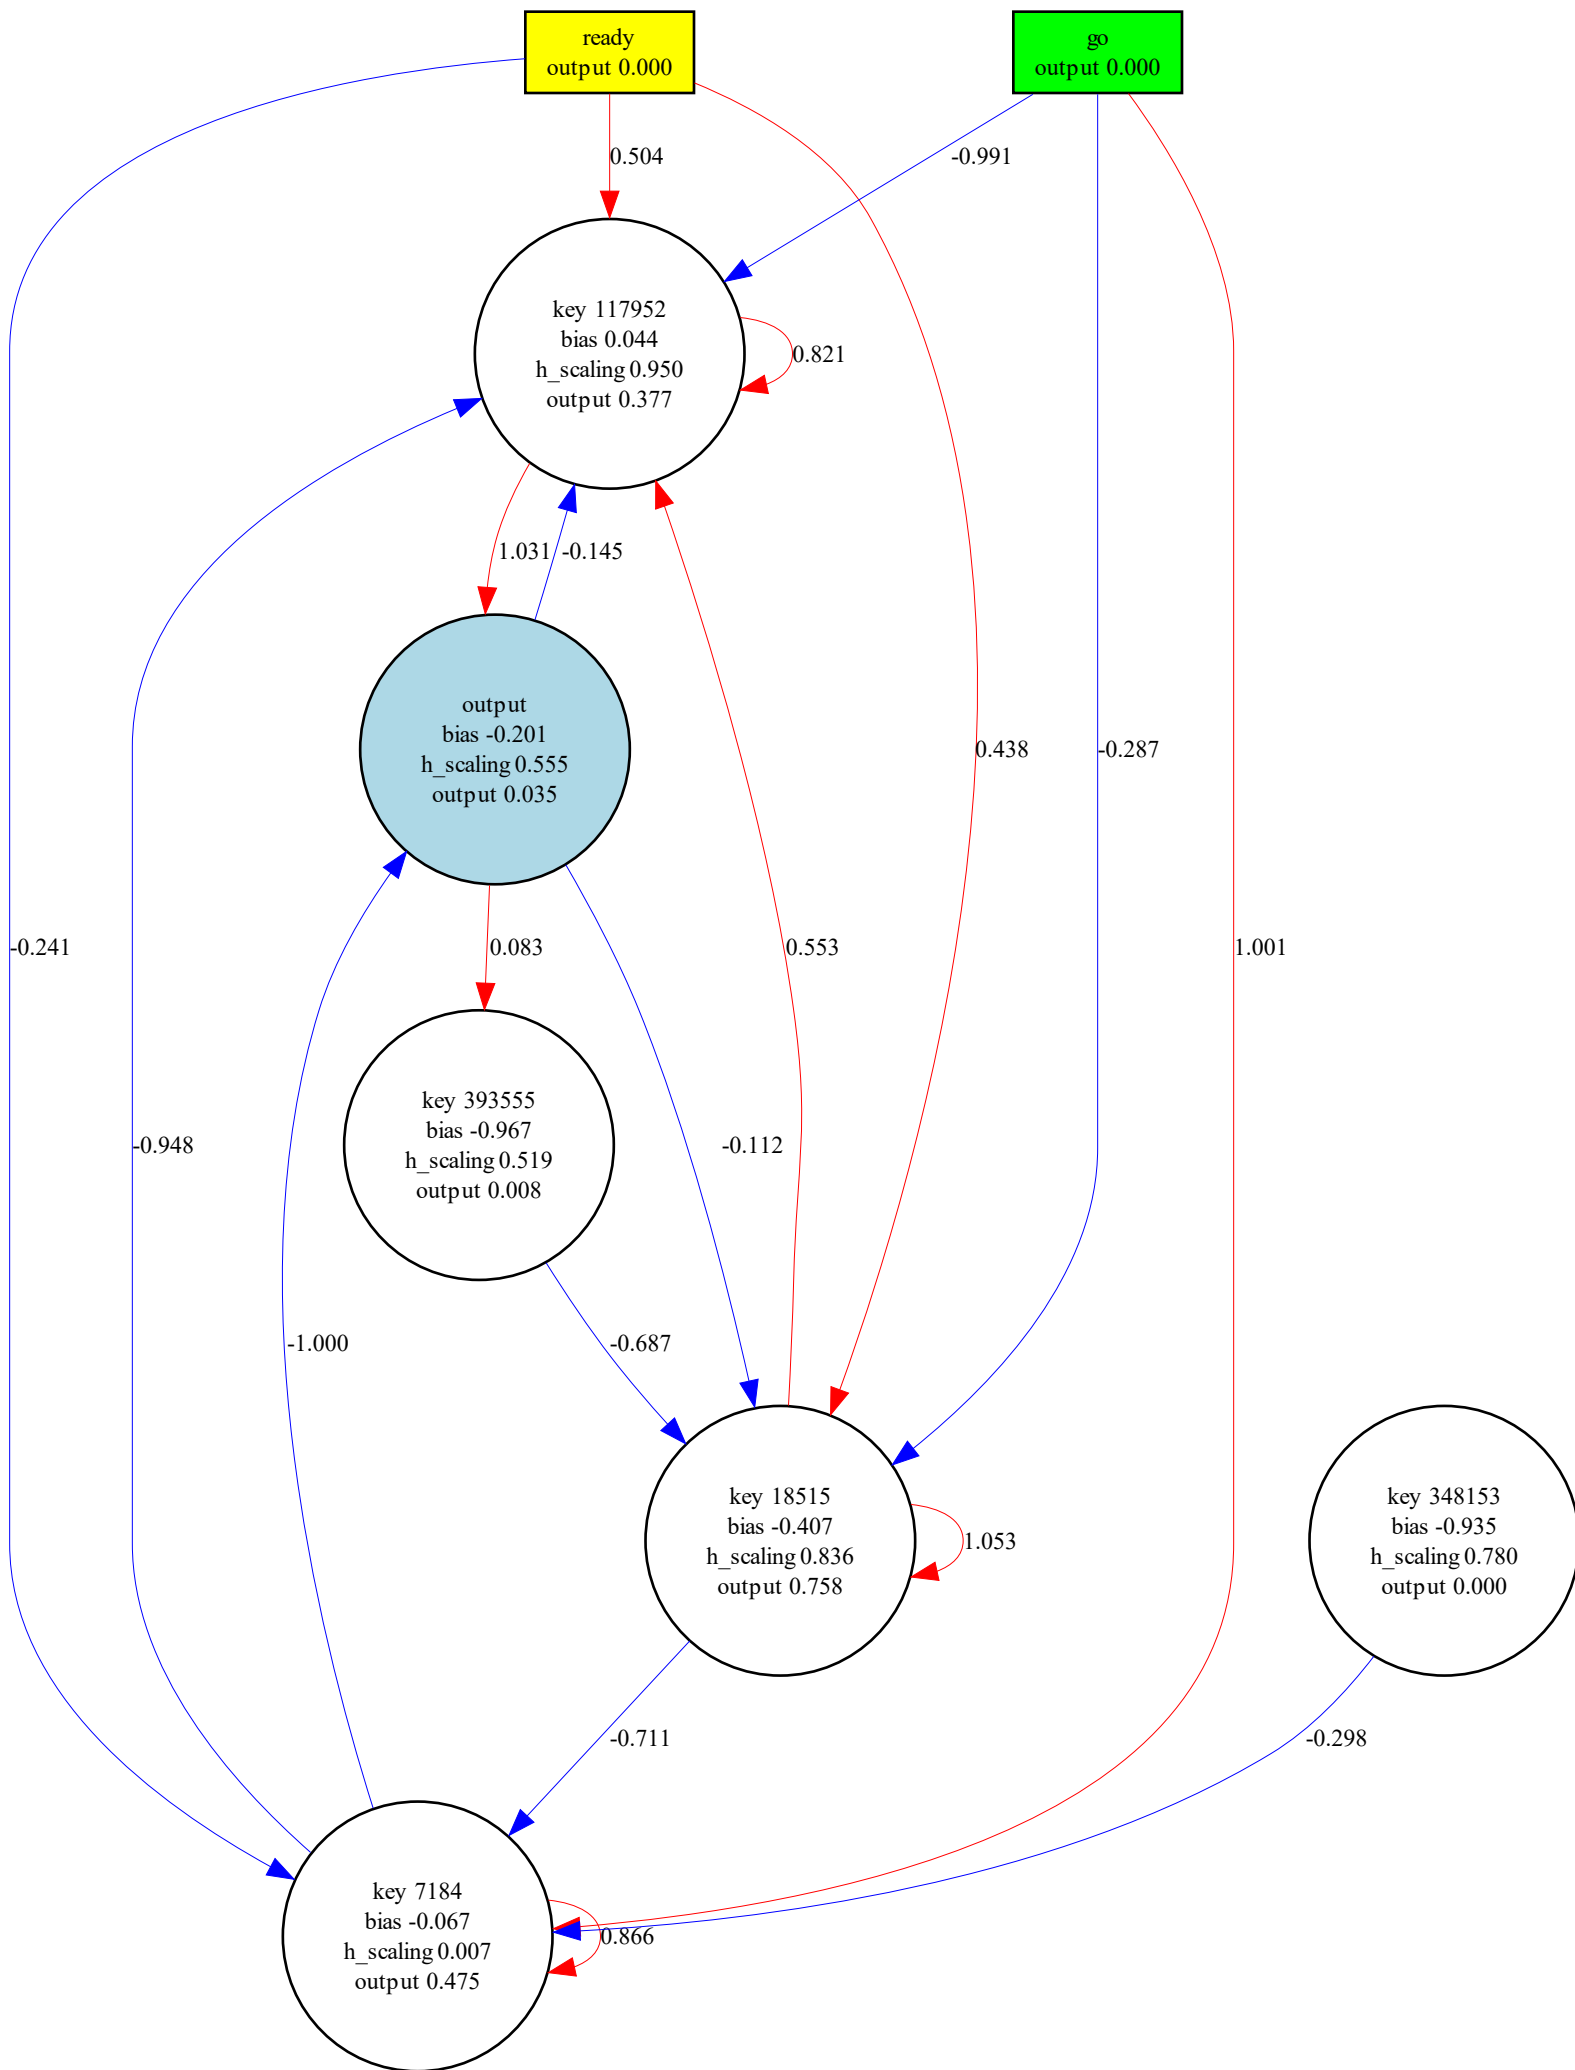 ready
output 0.000
go
output 0.000
0.504
-0.991
key 117952
bias 0.044
h_scaling 0.950
output 0.377
0.821
1.031
-0.145
output
bias -0.201
h_scaling 0.555
output 0.035
0.438
-0.287
-0.241
0.083
0.553
1.001
key 393555
bias -0.967
h_scaling 0.519
output 0.008
-0.948
-0.112
-1.000
-0.687
key 18515
bias -0.407
h_scaling 0.836
output 0.758
1.053
key 348153
bias -0.935
h_scaling 0.780
output 0.000
-0.711
-0.298
key 7184
bias -0.067
h_scaling 0.007
output 0.475
0.866